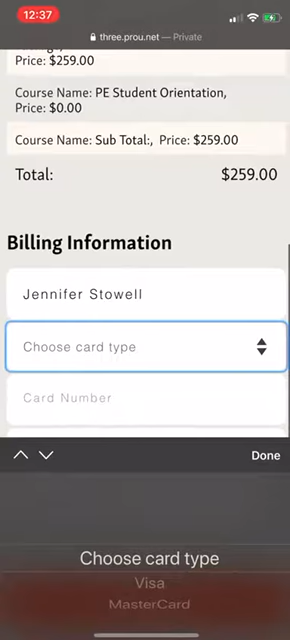 12:37
three.prou.net — Private
Price: $259.00
Course Name: PE Student Orientation,
Price: $0.00
Course Name: Sub Total:, Price: $259.00
Total: $259.00
Billing Information
Jennifer Stowell
Choose card type
Card Number
Done
Choose card type
Visa
MasterCard